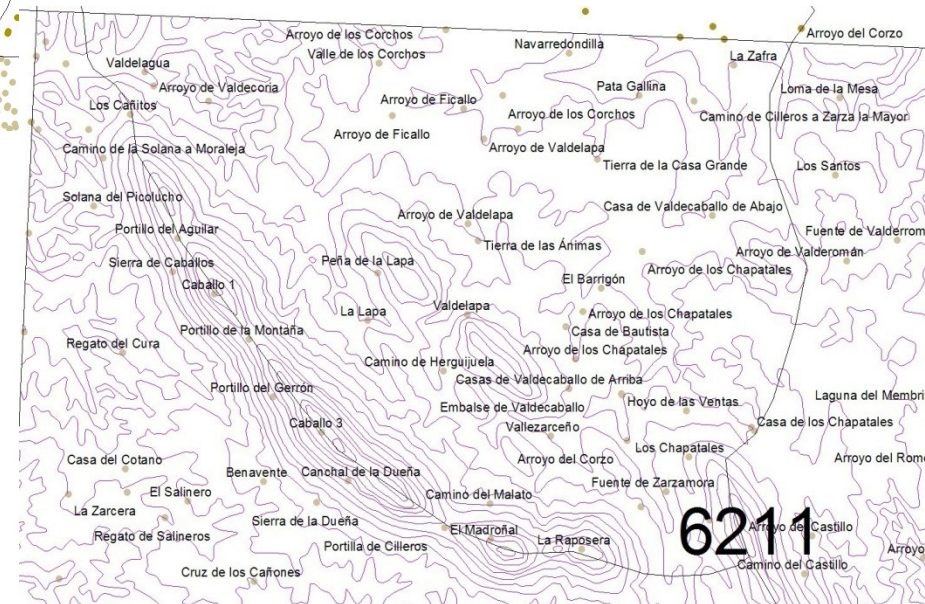 Arroyo de los Corchos
Arroyo del Corzo
Valle de los Corchos
Navarredondilla
Valdelagua
La Zafra
Arroyo de Valdecoria
Pata Gallina
Loma de la Mesa
Los Cañitos
Arroyo de Ficallo
Arroyo de los Corchos
Camino de Cilleros a Zarza la Mayor
Arroyo de Ficallo
Camino de la Solana a Moraleja
Arroyo de Valdelapa
Tierra de la Casa Grande
Los Santos
Solana del Picolucho
Arroyo de Valdelapa
Casa de Valdecaballo de Abajo
Portillo del Aguilar
Fuente de Valderrom
Tierra de las Ánimas
Arroyo de Valderomán
Sierra de Caballos
Peña de la Lapa
Arroyo de los Chapatales
Caballo 1
El Barrigón
La Lapa
Valdelapa
Arroyo de los Chapatales
Portillo de la Montaña
Casa de Bautista
Regato del Cura
Arroyo de los Chapatales
Camino de Herguijuela
Casas de Valdecaballo de Arriba
Portillo del Gerrón
Laguna del Membri
Embalse de Valdecaballo
Hoyo de las Ventas
Caballo 3
Vallezarceño
Casa de los Chapatales
Los Chapatales
Casa del Cotano
Arroyo del Corzo
Arroyo del Rome
Benavente
Canchal de la Dueña
Fuente de Zarzamora
El Salinero
Camino del Malato
La Zarcera
6211
Sierra de la Dueña
Arroyo del Castillo
Regato de Salineros
El Madroñal
La Raposera
Portilla de Cilleros
Arroyo
Cruz de los Cañones
Camino del Castillo